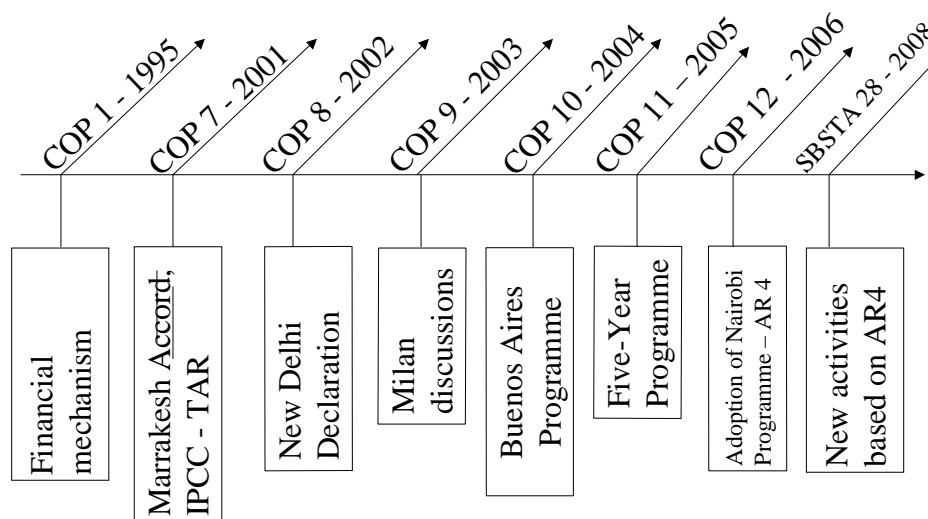 COP 1 - 1995
COP 7 - 2001
COP 8 - 2002
COP 9 - 2003
COP 10 - 2004
COP 11 – 2005
COP 12 - 2006
SBSTA 28 - 2008
Financial
mechanism
Marrakesh Accord,
IPCC - TAR
New Delhi
Declaration
Milan
discussions
Buenos Aires
Programme
Five-Year
Programme
Adoption of Nairobi
Programme – AR 4
New activities
based on AR4